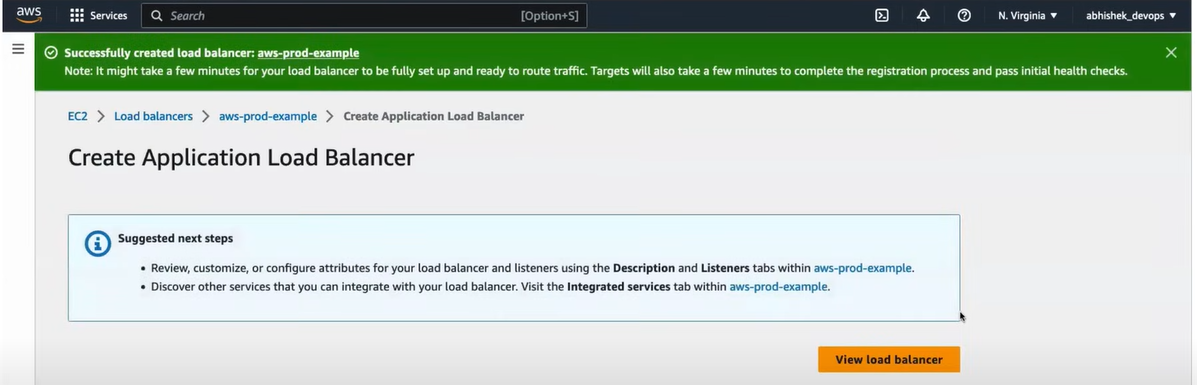 aws
Services
Search [Option+S]
N. Virginia ▼
abhishek_devops ▼
Successfully created load balancer: aws-prod-example
Note: It might take a few minutes for your load balancer to be fully set up and ready to route traffic. Targets will also take a few minutes to complete the registration process and pass initial health checks.
EC2 > Load balancers > aws-prod-example > Create Application Load Balancer
Create Application Load Balancer
Suggested next steps
• Review, customize, or configure attributes for your load balancer and listeners using the Description and Listeners tabs within aws-prod-example.
• Discover other services that you can integrate with your load balancer. Visit the Integrated services tab within aws-prod-example.
View load balancer